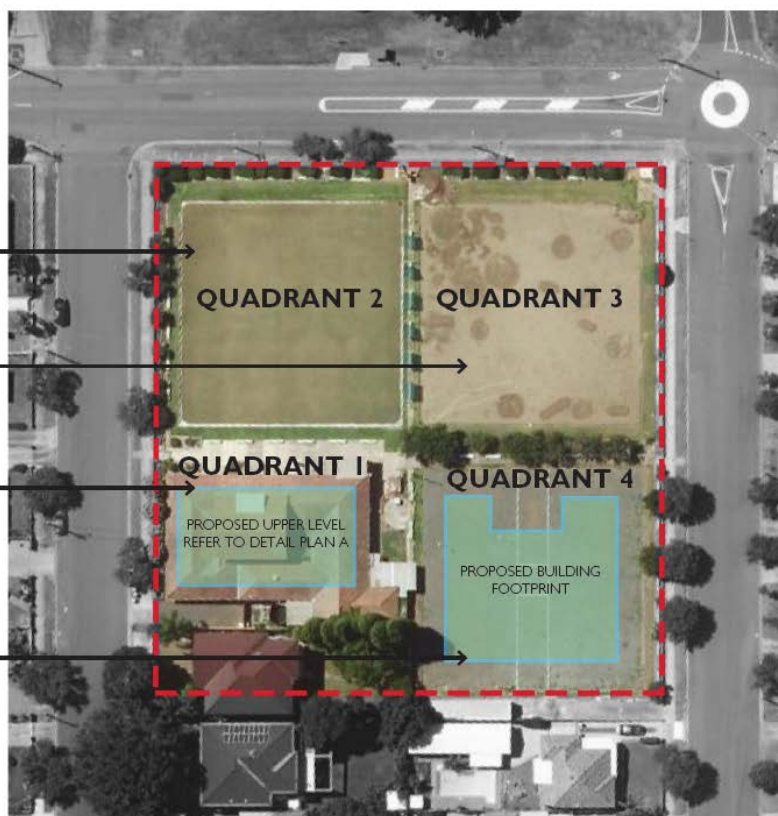 QUADRANT 2
QUADRANT 3
QUADRANT 1
QUADRANT 4
PROPOSED UPPER LEVEL
REFER TO DETAIL PLAN A
PROPOSED BUILDING
FOOTPRINT